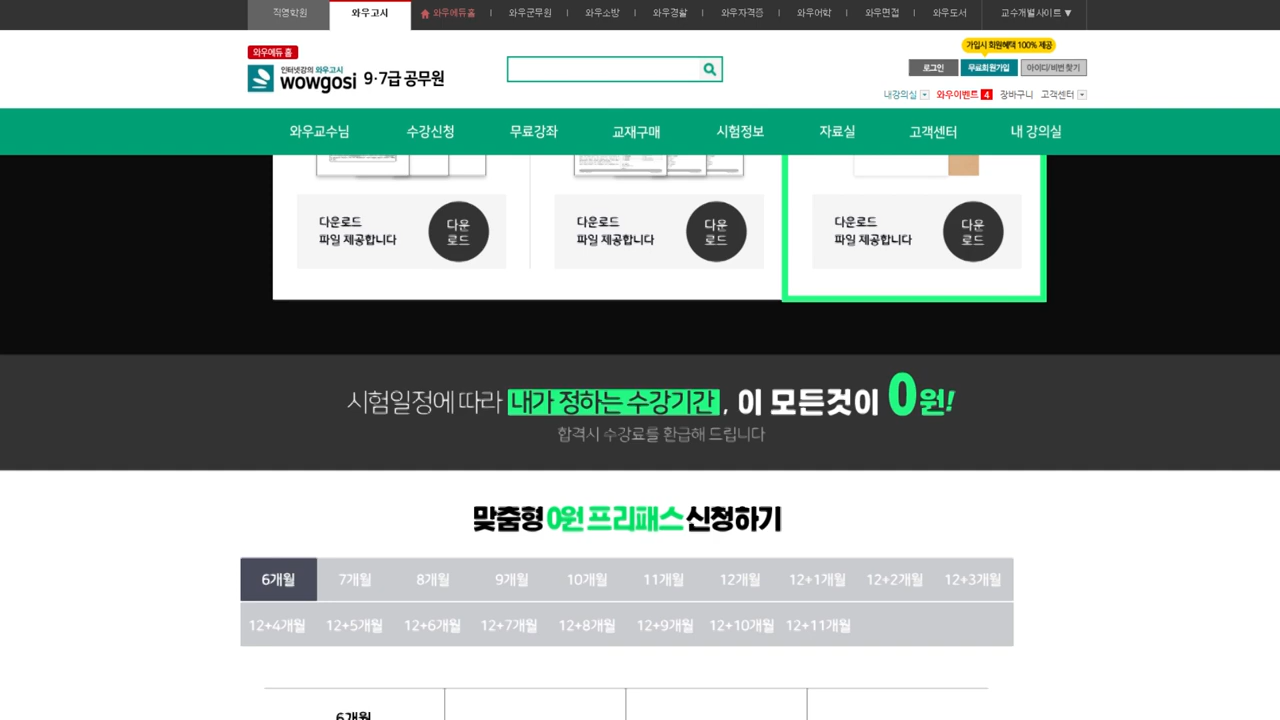 직영학원 와우고시 와우에듀홈 와우군무원 와우소방 와우경찰 와우자격증 와우어학 와우면접 와우도서 교수개별사이트▼
가입시 회원혜택 100% 제공
와우에듀 홈
인터넷강의 와우고시
wowgosi 9·7급 공무원
로그인 무료회원가입 아이디/비번찾기
내강의실 와우이벤트 4 장바구니 고객센터
와우교수님 수강신청 무료강좌 교재구매 시험정보 자료실 고객센터 내 강의실
다운로드 다운 다운로드 다운 다운로드 다운
파일 제공합니다 로드 파일 제공합니다 로드 파일 제공합니다 로드
시험일정에 따라 내가 정하는 수강기간, 이 모든것이 0원!
합격시 수강료를 환급해 드립니다
맞춤형 0원 프리패스 신청하기
6개월 7개월 8개월 9개월 10개월 11개월 12개월 12+1개월 12+2개월 12+3개월
12+4개월 12+5개월 12+6개월 12+7개월 12+8개월 12+9개월 12+10개월 12+11개월
6개월